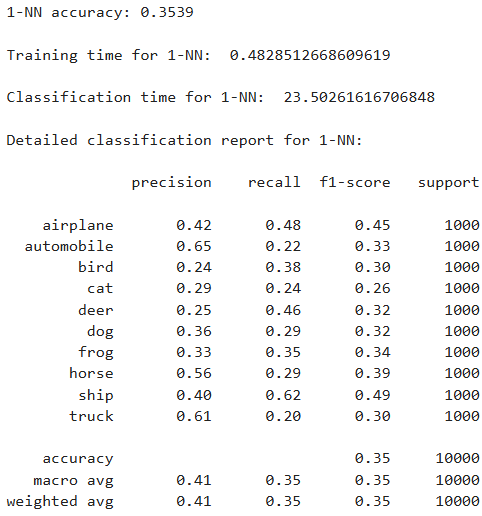 1-NN accuracy: 0.3539
Training time for 1-NN:  0.4828512668609619
Classification time for 1-NN:  23.50261616706848
Detailed classification report for 1-NN:
precision    recall  f1-score   support
airplane       0.42      0.48      0.45      1000
automobile       0.65      0.22      0.33      1000
bird       0.24      0.38      0.30      1000
cat       0.29      0.24      0.26      1000
deer       0.25      0.46      0.32      1000
dog       0.36      0.29      0.32      1000
frog       0.33      0.35      0.34      1000
horse       0.56      0.29      0.39      1000
ship       0.40      0.62      0.49      1000
truck       0.61      0.20      0.30      1000
accuracy                           0.35     10000
macro avg       0.41      0.35      0.35     10000
weighted avg       0.41      0.35      0.35     10000